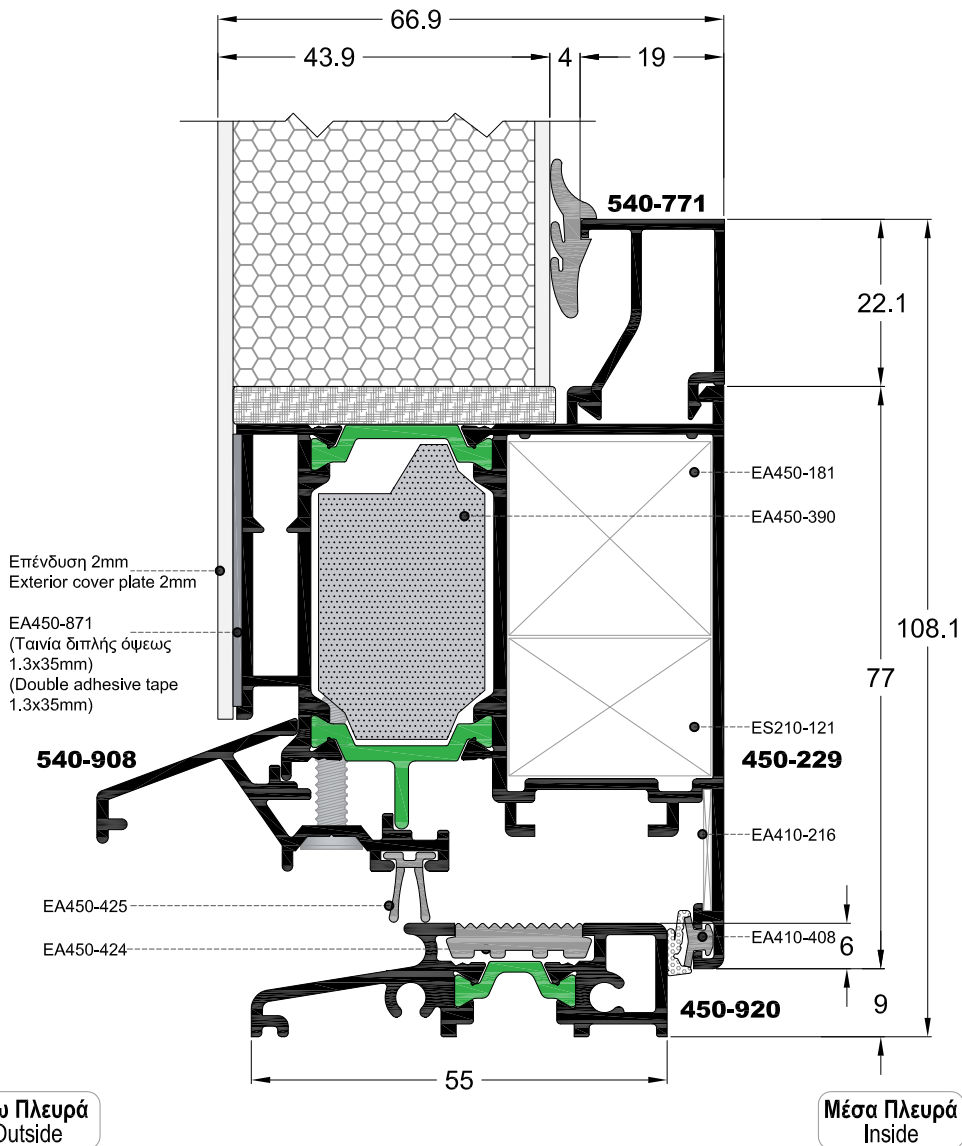 66.9
43.9 4 19
540-771
22.1
EA450-181
EA450-390
Επένδυση 2mm
Exterior cover plate 2mm
EA450-871
(Ταινία διπλής όψεως
1.3x35mm)
(Double adhesive tape
1.3x35mm)
108.1
77
540-908
ES210-121
450-229
EA410-216
EA450-425
EA450-424
EA410-408
6
450-920
9
55
Πλευρά
Outside
Μέσα Πλευρά
Inside